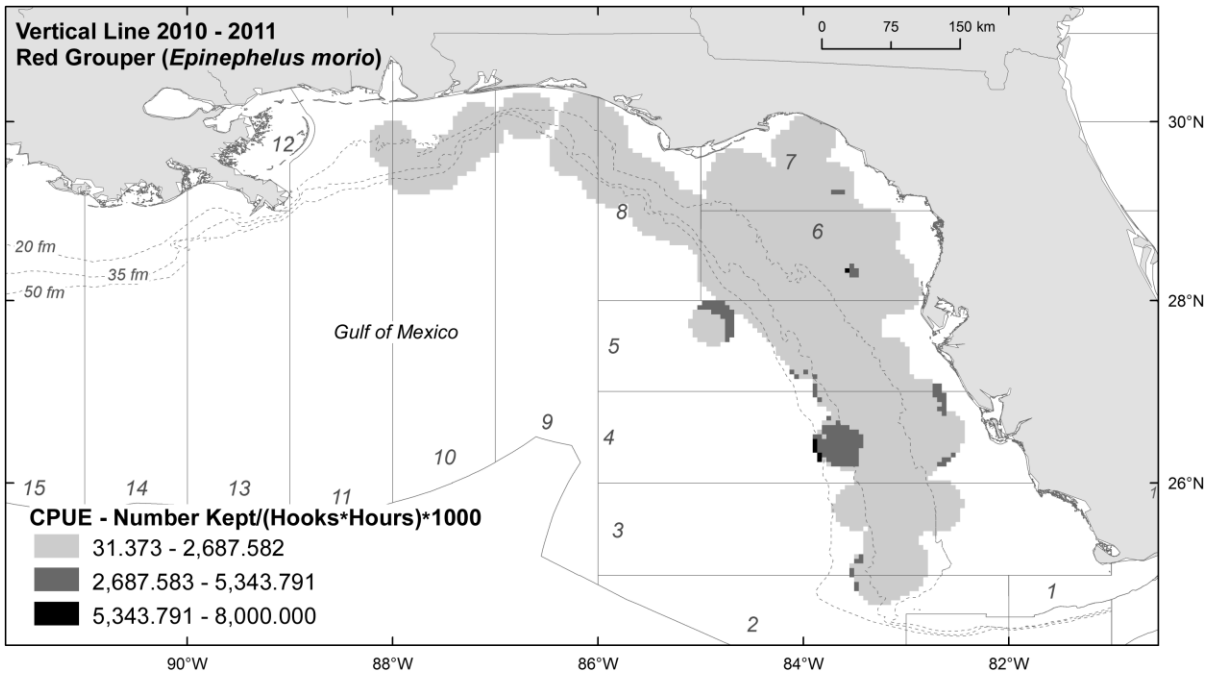 Vertical Line 2010 - 2011
Red Grouper (Epinephelus morio)
0 75 150 km
30°N
12
7
8
6
20 fm
35 fm
50 fm
28°N
Gulf of Mexico
5
9
4
10
15 14 13 11
26°N
1
CPUE - Number Kept/(Hooks*Hours)*1000
3
31.373 - 2,687.582
2,687.583 - 5,343.791
5,343.791 - 8,000.000
1
2
90°W 88°W 86°W 84°W 82°W